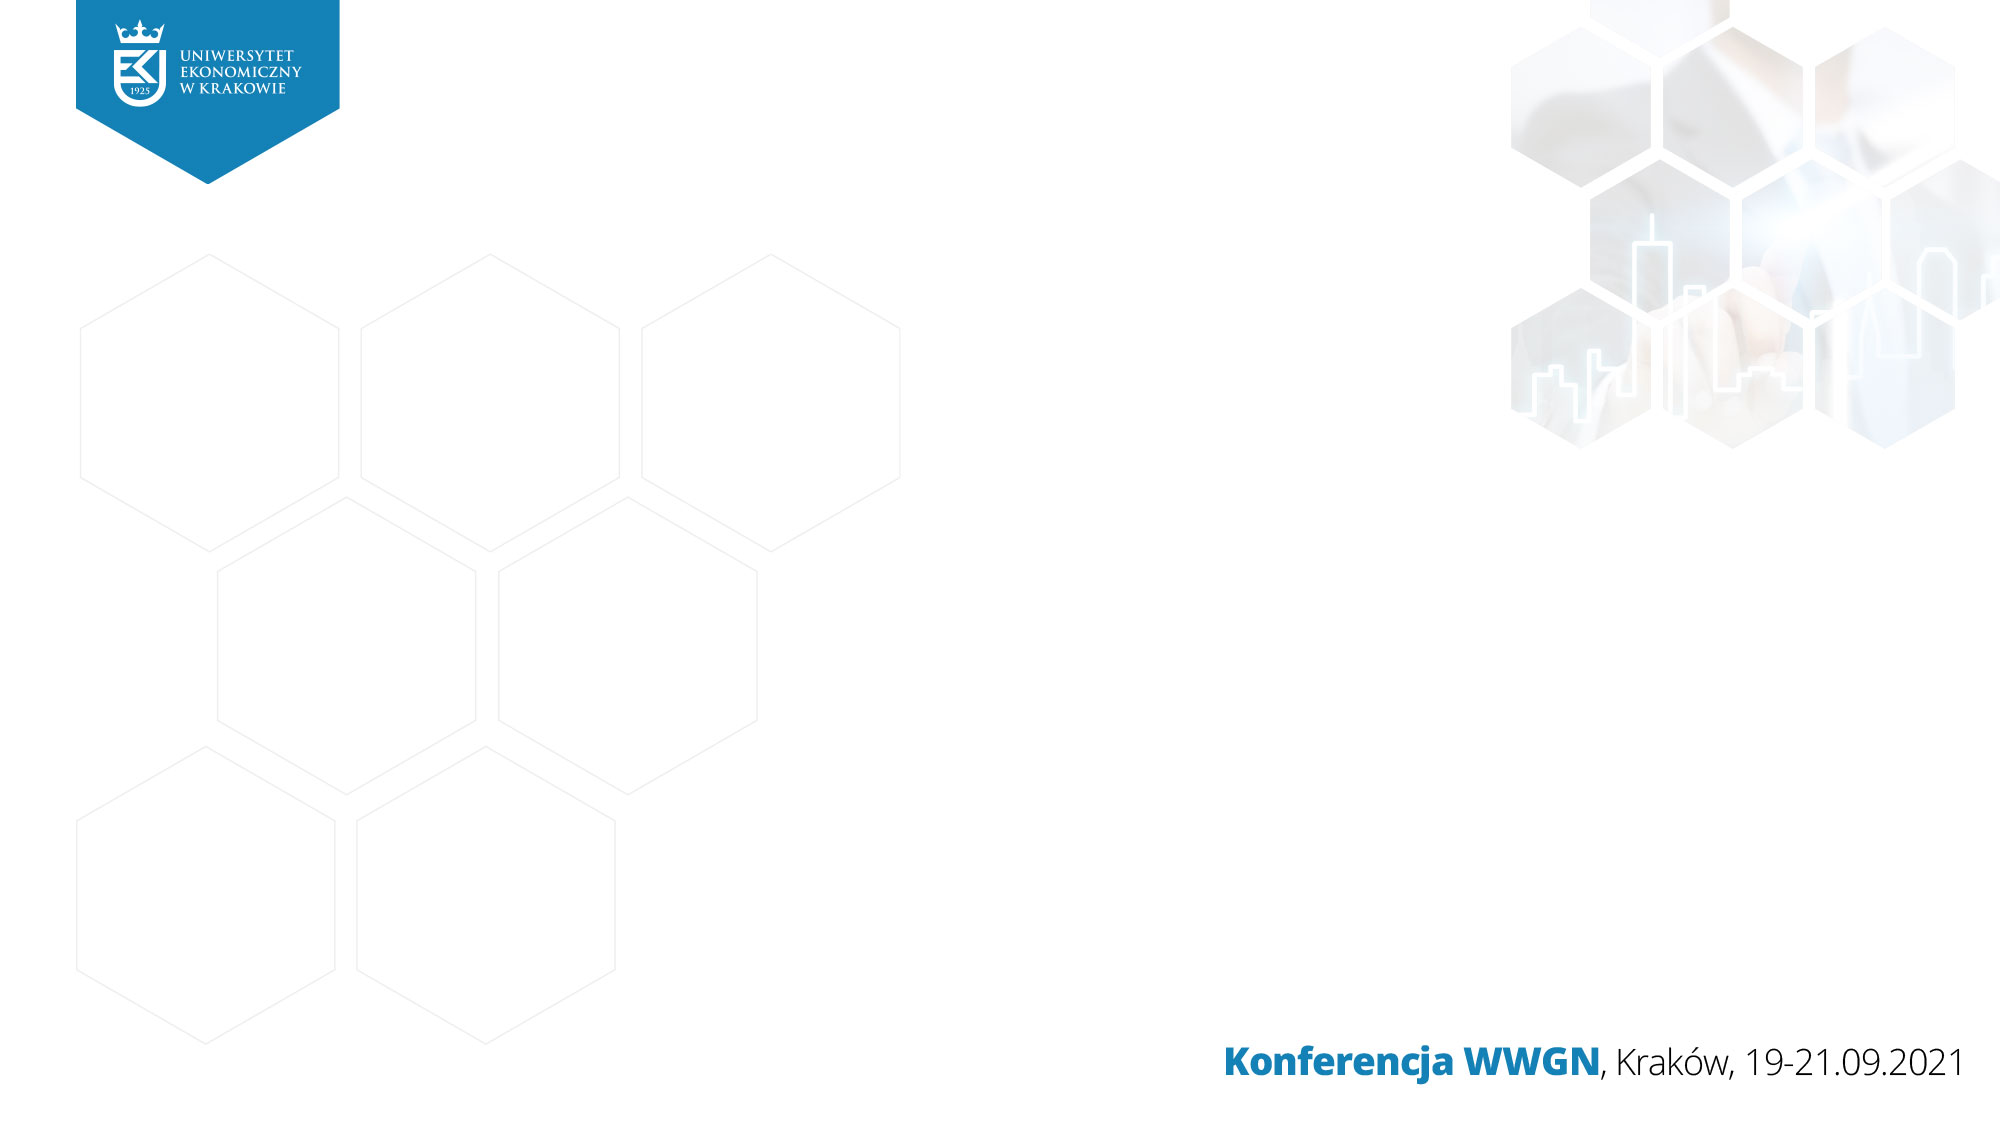 UNIWERSYTET
EKONOMICZNY
W KRAKOWIE
1925
Konferencja WWGN, Kraków, 19-21.09.2021